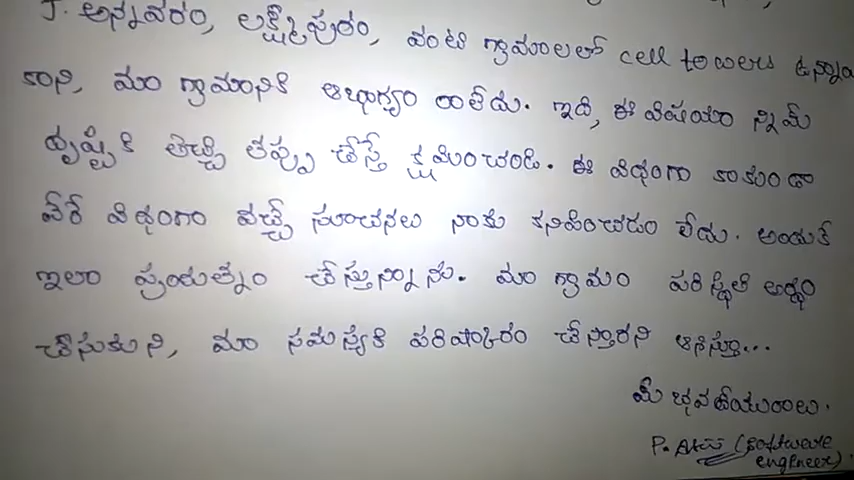 J. అన్నవరం, లక్ష్మీపురం, వంటి గ్యామాలలో cell towers ఉన్నాయి
కాని, మా గ్యామానికి ఆభాగ్యం లాలేదు. ఇది, ఈ విషయం న్ని మీ
దృష్టికి తెచ్చి తప్పు చేస్తే క్షమించండి. ఈ విధంగా కాకుండా
వేరే విధంగా వచ్చే సూచనలు నాకు కనిపించడం లేదు. అందుకే
ఇలా ప్రయత్నం చేస్తున్నాను. మా గ్యామం పరిస్థితి అర్థం
చేసుకుని, మా సమస్యకి పరిష్కారం చేస్తారని ఆశిస్తూ...
మీ భవదీయురాలు.
P. (software
engineer).